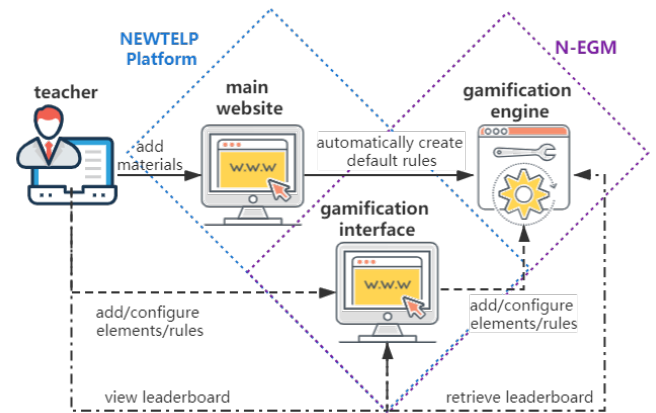 NEWTELP
Platform
N-EGM
teacher
main
website
gamification
engine
add
materials
automatically create
default rules
W.W.W
gamification
interface
W.W.W
add/configure
elements/rules
add/configure
elements/rules
view leaderboard
retrieve leaderboard